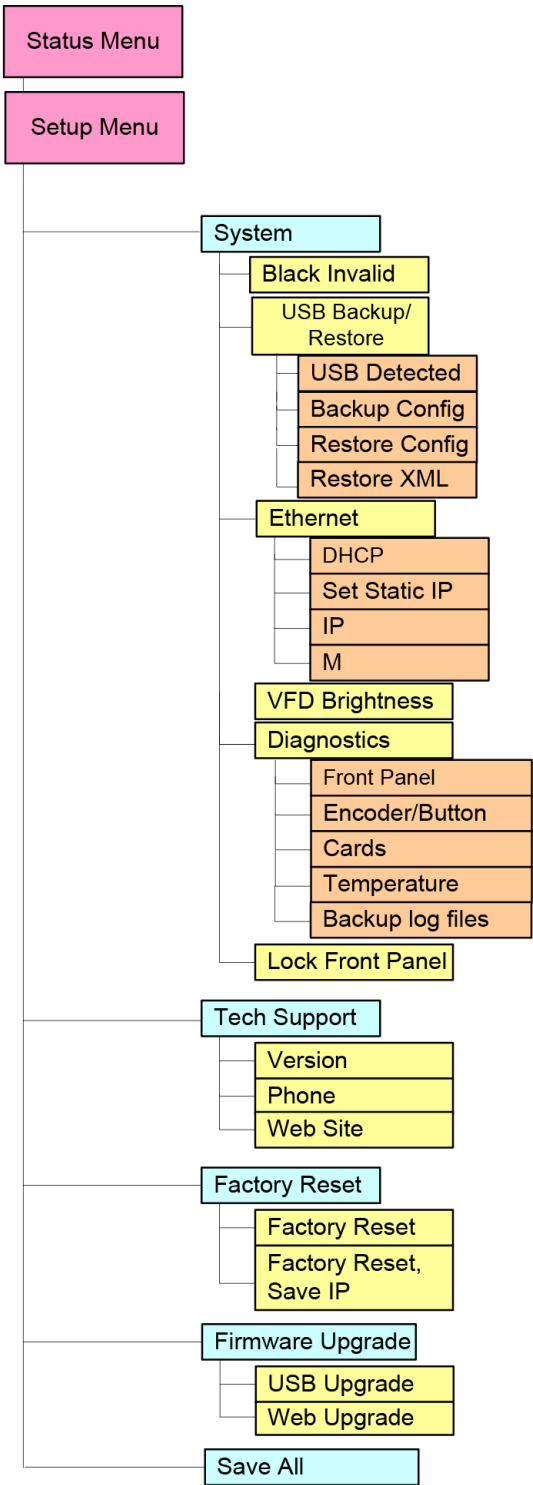 Status Menu
Setup Menu
System
Black Invalid
USB Backup/
Restore
USB Detected
Backup Config
Restore Config
Restore XML
Ethernet
DHCP
Set Static IP
IP
M
VFD Brightness
Diagnostics
Front Panel
Encoder/Button
Cards
Temperature
Backup log files
Lock Front Panel
Tech Support
Version
Phone
Web Site
Factory Reset
Factory Reset
Factory Reset,
Save IP
Firmware Upgrade
USB Upgrade
Web Upgrade
Save All